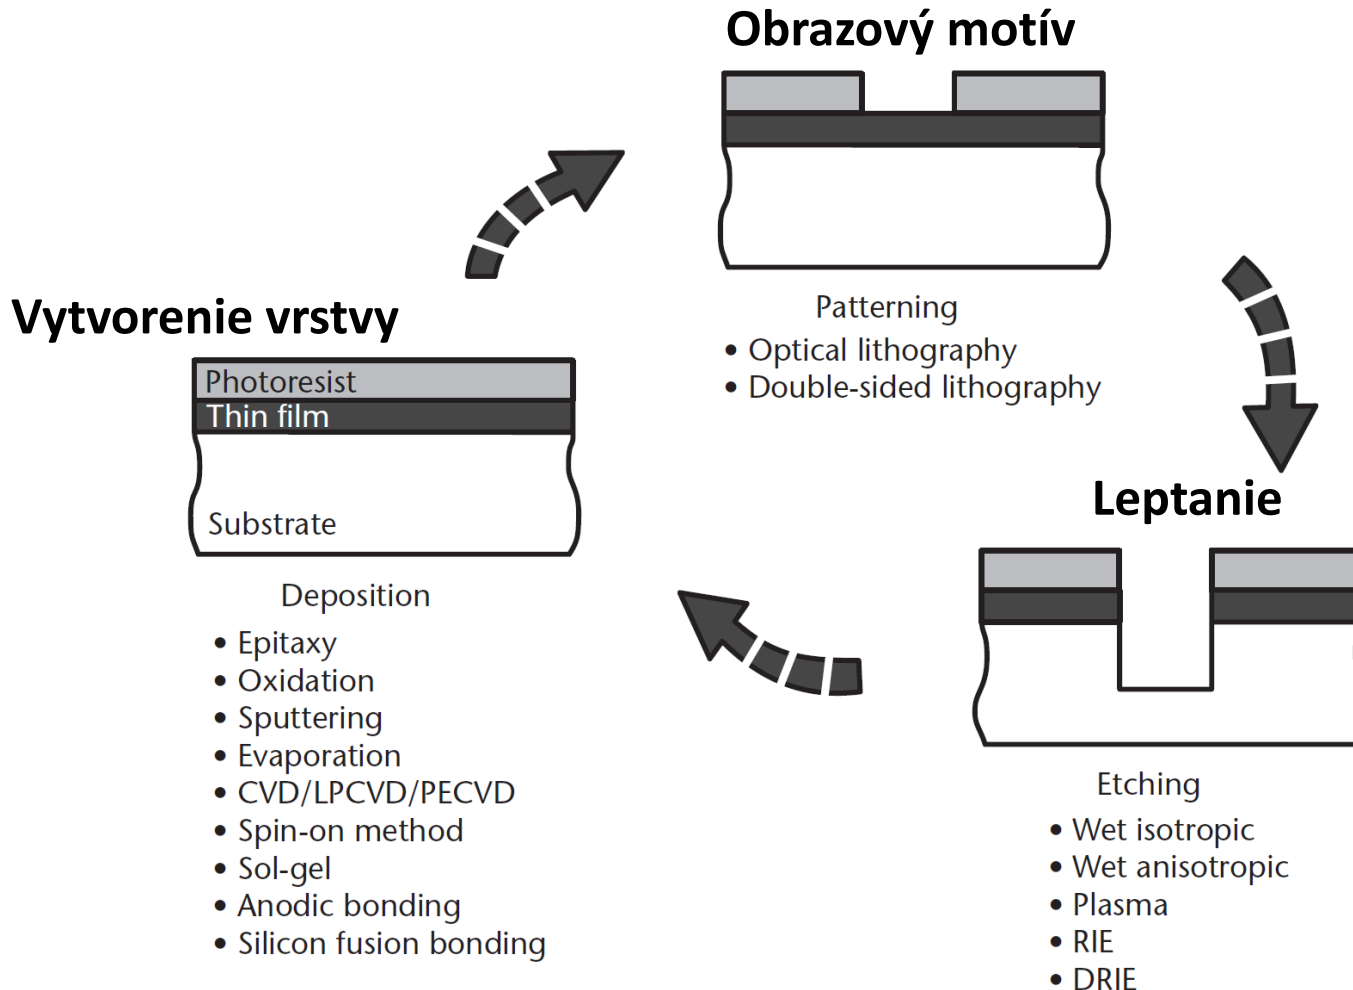 Obrazový motív
Patterning
• Optical lithography
• Double-sided lithography
Vytvorenie vrstvy
Photoresist
Thin film
Substrate
Deposition
• Epitaxy
• Oxidation
• Sputtering
• Evaporation
• CVD/LPCVD/PECVD
• Spin-on method
• Sol-gel
• Anodic bonding
• Silicon fusion bonding
Leptanie
Etching
• Wet isotropic
• Wet anisotropic
• Plasma
• RIE
• DRIE